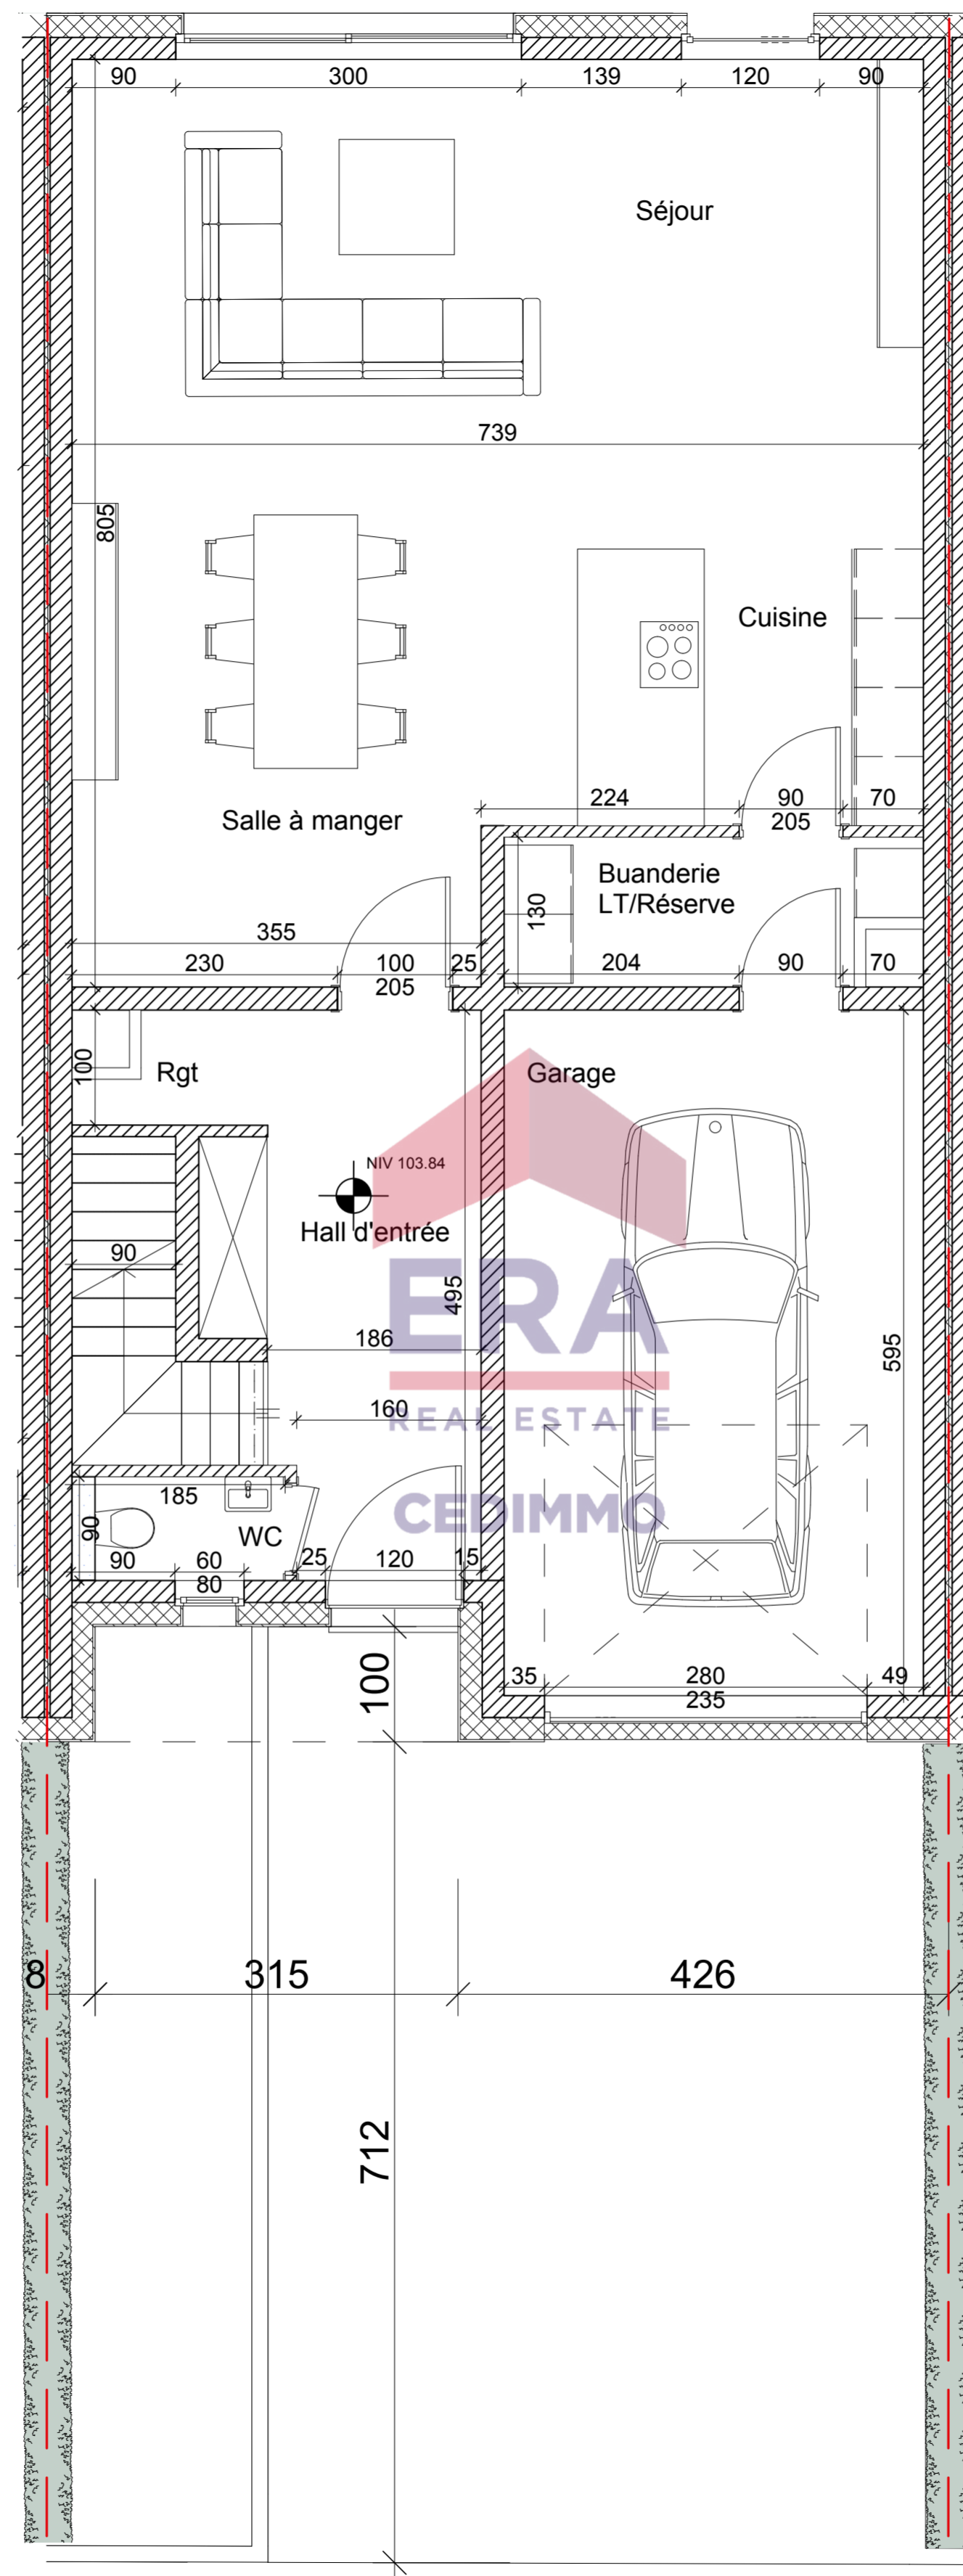 90 300 139 120 90
Séjour
739
805
Cuisine
224 90 70
205
Salle à manger
Buanderie
LT/Réserve
130
355
230 100 25 204 90 70
205
100
Rgt
Garage
NIV 103.84
Hall d'entrée
90
ERA
495
186
595
160
REAL ESTATE
185
CEDIMMO
90
WC
90 60 25 120 15
80
35 280 49
235
100
8 315 426
712